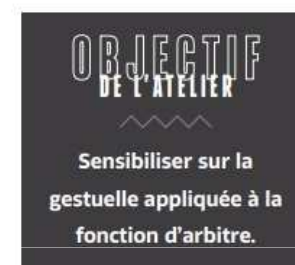 OBJECTIF
DE L'ATELIER
Sensibiliser sur la
gestuelle appliquée à la
fonction d'arbitre.